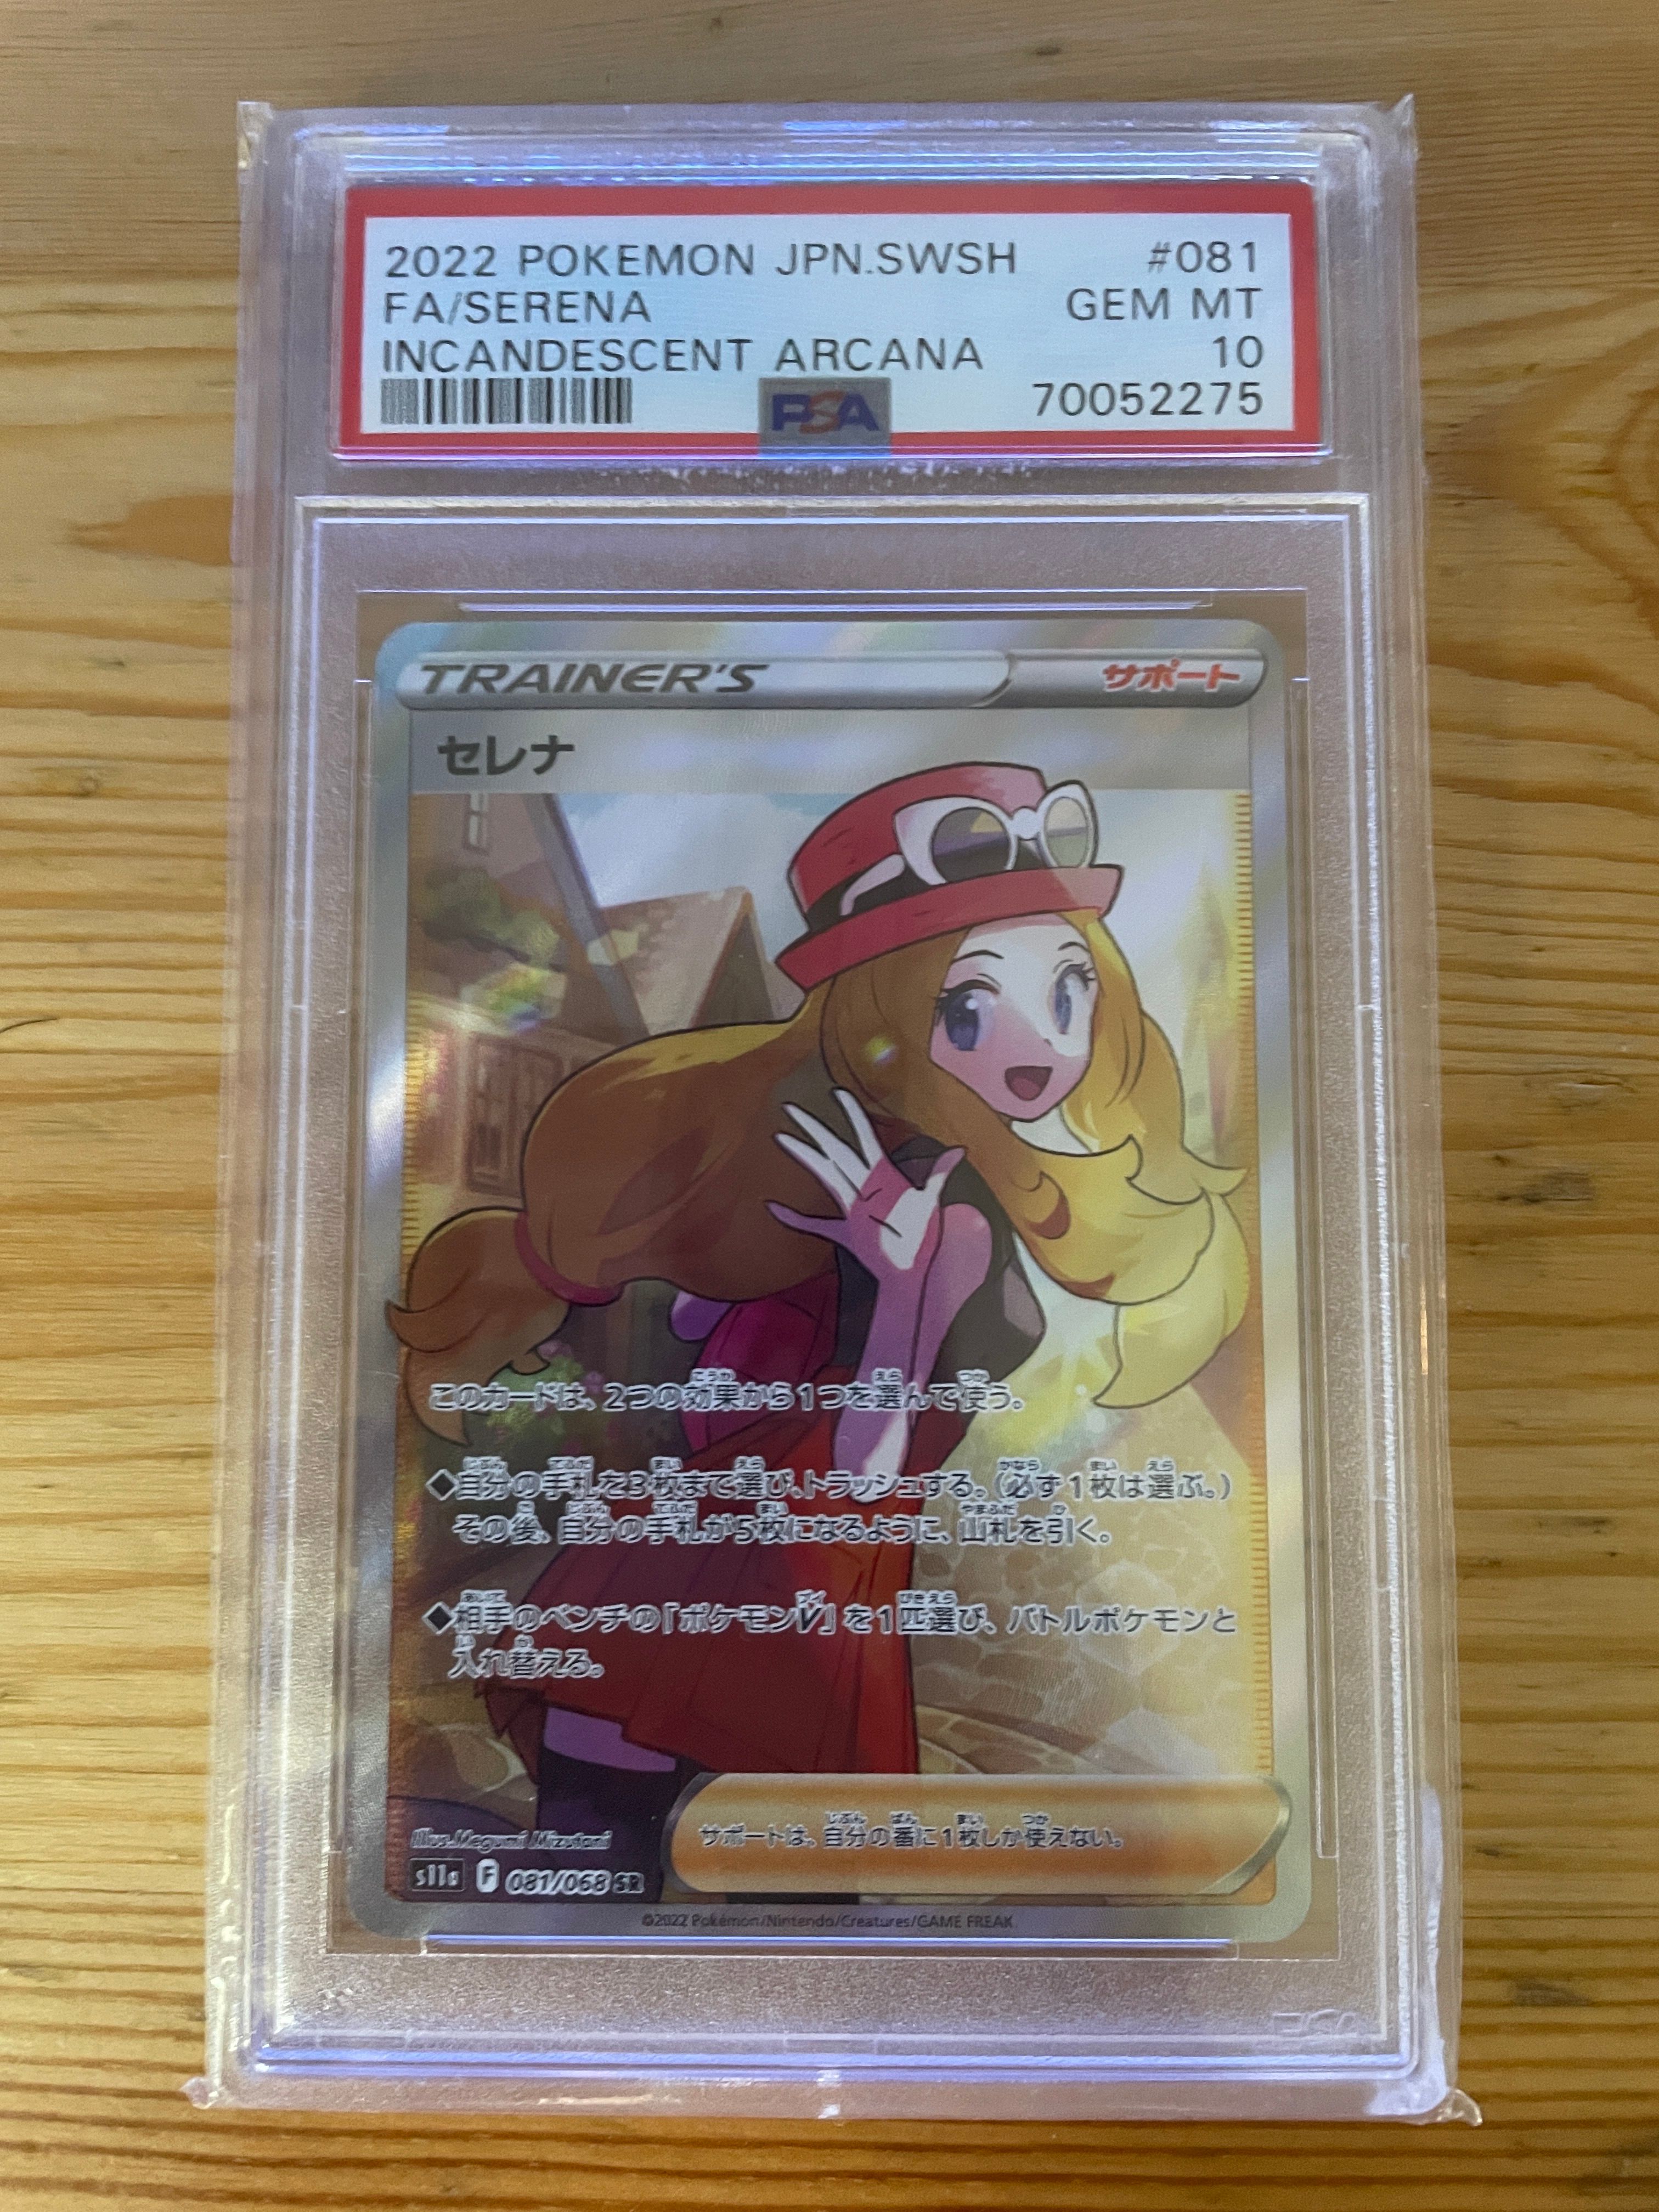 2022 POKEMON JPN.SWSH #081
FA/SERENA GEM MT
INCANDESCENT ARCANA 10
PSA 70052275
TRAINER'S サポート
セレナ
このカードは、2つの効果から1つを選んで使う。
◆自分の手札を3枚まで選び、トラッシュする。(必ず1枚は選ぶ。)
その後、自分の手札が5枚になるように、山札を引く。
◆相手のベンチの「ポケモンV」を1匹選び、バトルポケモンと
入れ替える。
サポートは、自分の番に1枚しか使えない。
Illus.Megumi Mizutani
s11a F 081/068 SR
©2022 Pokémon/Nintendo/Creatures/GAME FREAK.